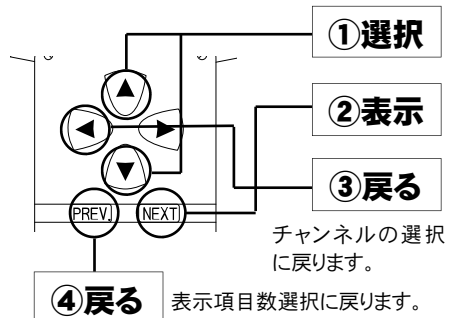 ①選択
②表示
③戻る
チャンネルの選択
に戻ります。
PREV.
NEXT
④戻る
表示項目数選択に戻ります。